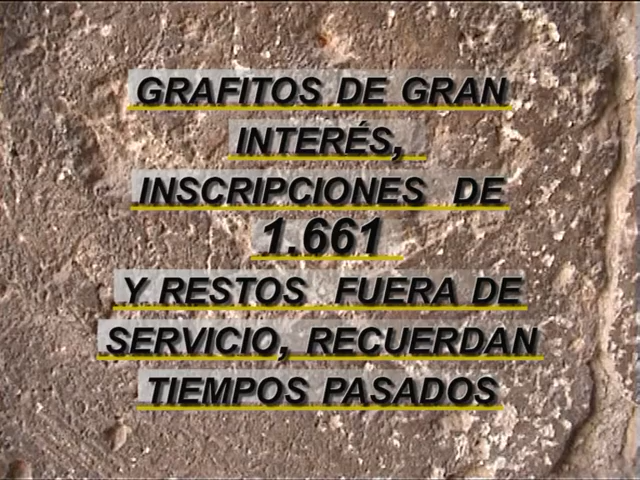 GRAFITOS DE GRAN
INTERÉS,
INSCRIPCIONES DE
1.661
Y RESTOS FUERA DE
SERVICIO, RECUERDAN
TIEMPOS PASADOS